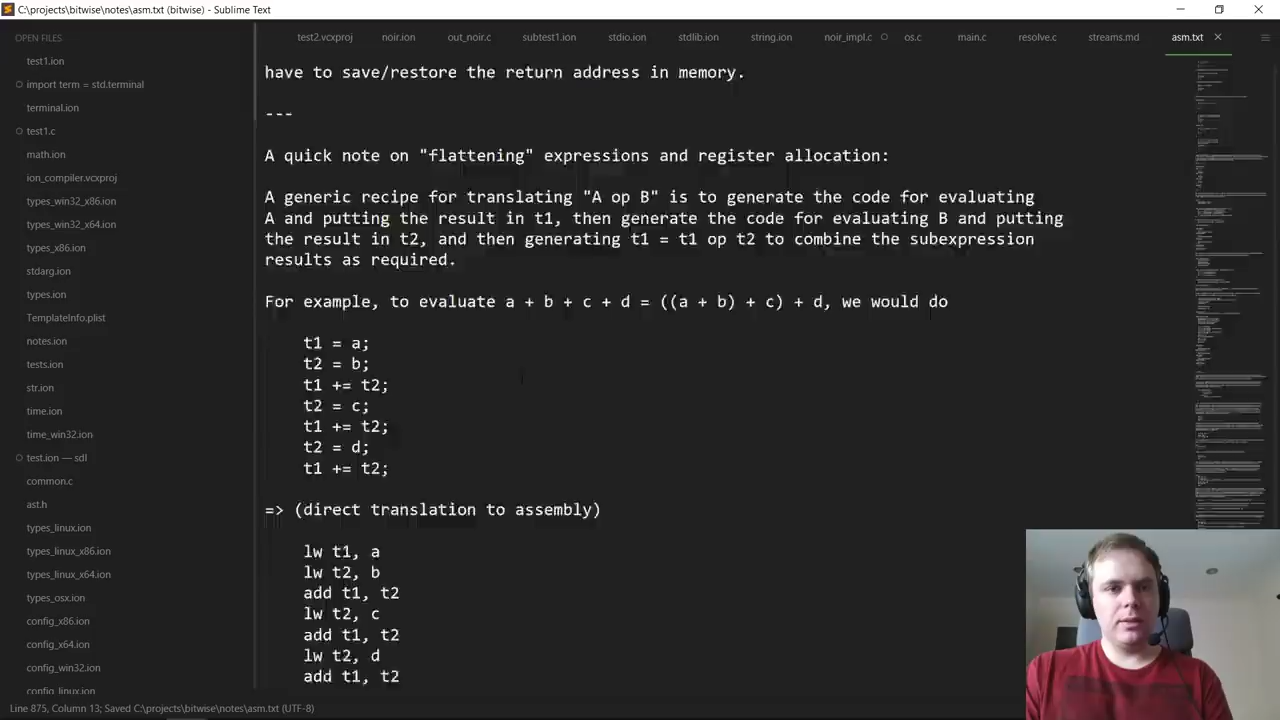 C:\projects\bitwise\notes\asm.txt (bitwise) - Sublime Text
OPEN FILES
test1.ion
import term = std.terminal
terminal.ion
test1.c
math.ion
ion_compiler.vcxproj
types_win32_x86.ion
types_win32_x64.ion
types_x86.ion
stdarg.ion
types.ion
TemplateInfo.plist
notes.ion
tests.ion
str.ion
time.ion
time_win32.ion
test.ion — sdl
common.c
ast.h
types_linux.ion
types_linux_x86.ion
types_linux_x64.ion
types_osx.ion
config_x86.ion
config_x64.ion
config_win32.ion
config_linux.ion
test2.vcxproj noir.ion out_noir.c subtest1.ion stdio.ion stdlib.ion string.ion noir_impl.c os.c main.c resolve.c streams.md asm.txt
have to save/restore the return address in memory.
---
A quick note on "flattening" expressions and register allocation:
A generic recipe for translating "A op B" is to generate the code for evaluating
A and putting the result in t1, then generate the code for evaluating B and putting
the result in t2, and then generating t1 = t1 op t2 to combine the subexpression
results as required.
For example, to evaluate a + b + c + d = ((a + b) + c) + d, we would do
t1 = a;
t2 = b;
t1 += t2;
t2 = c;
t1 += t2;
t2 = d;
t1 += t2;
=> (direct translation to assembly)
lw t1, a
lw t2, b
add t1, t2
lw t2, c
add t1, t2
lw t2, d
add t1, t2
Line 875, Column 13; Saved C:\projects\bitwise\notes\asm.txt (UTF-8)